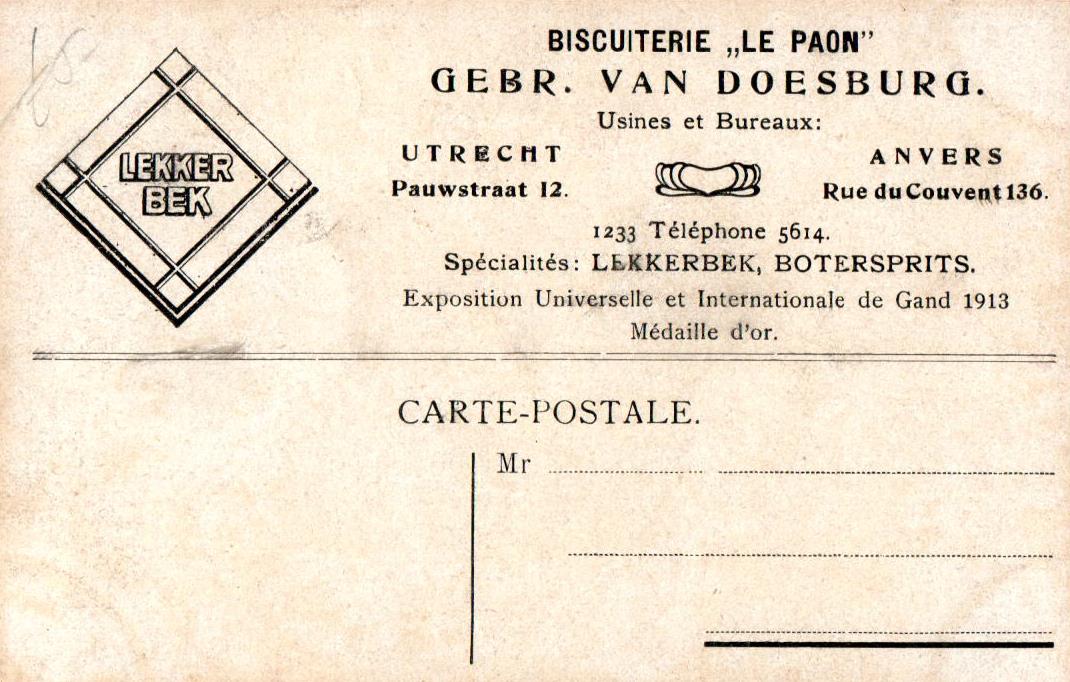 LEKKER
BEK
BISCUITERIE „LE PAON”
GEBR. VAN DOESBURG.
Usines et Bureaux:
UTRECHT
Pauwstraat 12.
ANVERS
Rue du Couvent 136.
1233 Téléphone 5614.
Spécialités: LEKKERBEK, BOTERSPRITS.
Exposition Universelle et Internationale de Gand 1913
Médaille d'or.
CARTE-POSTALE.
Mr